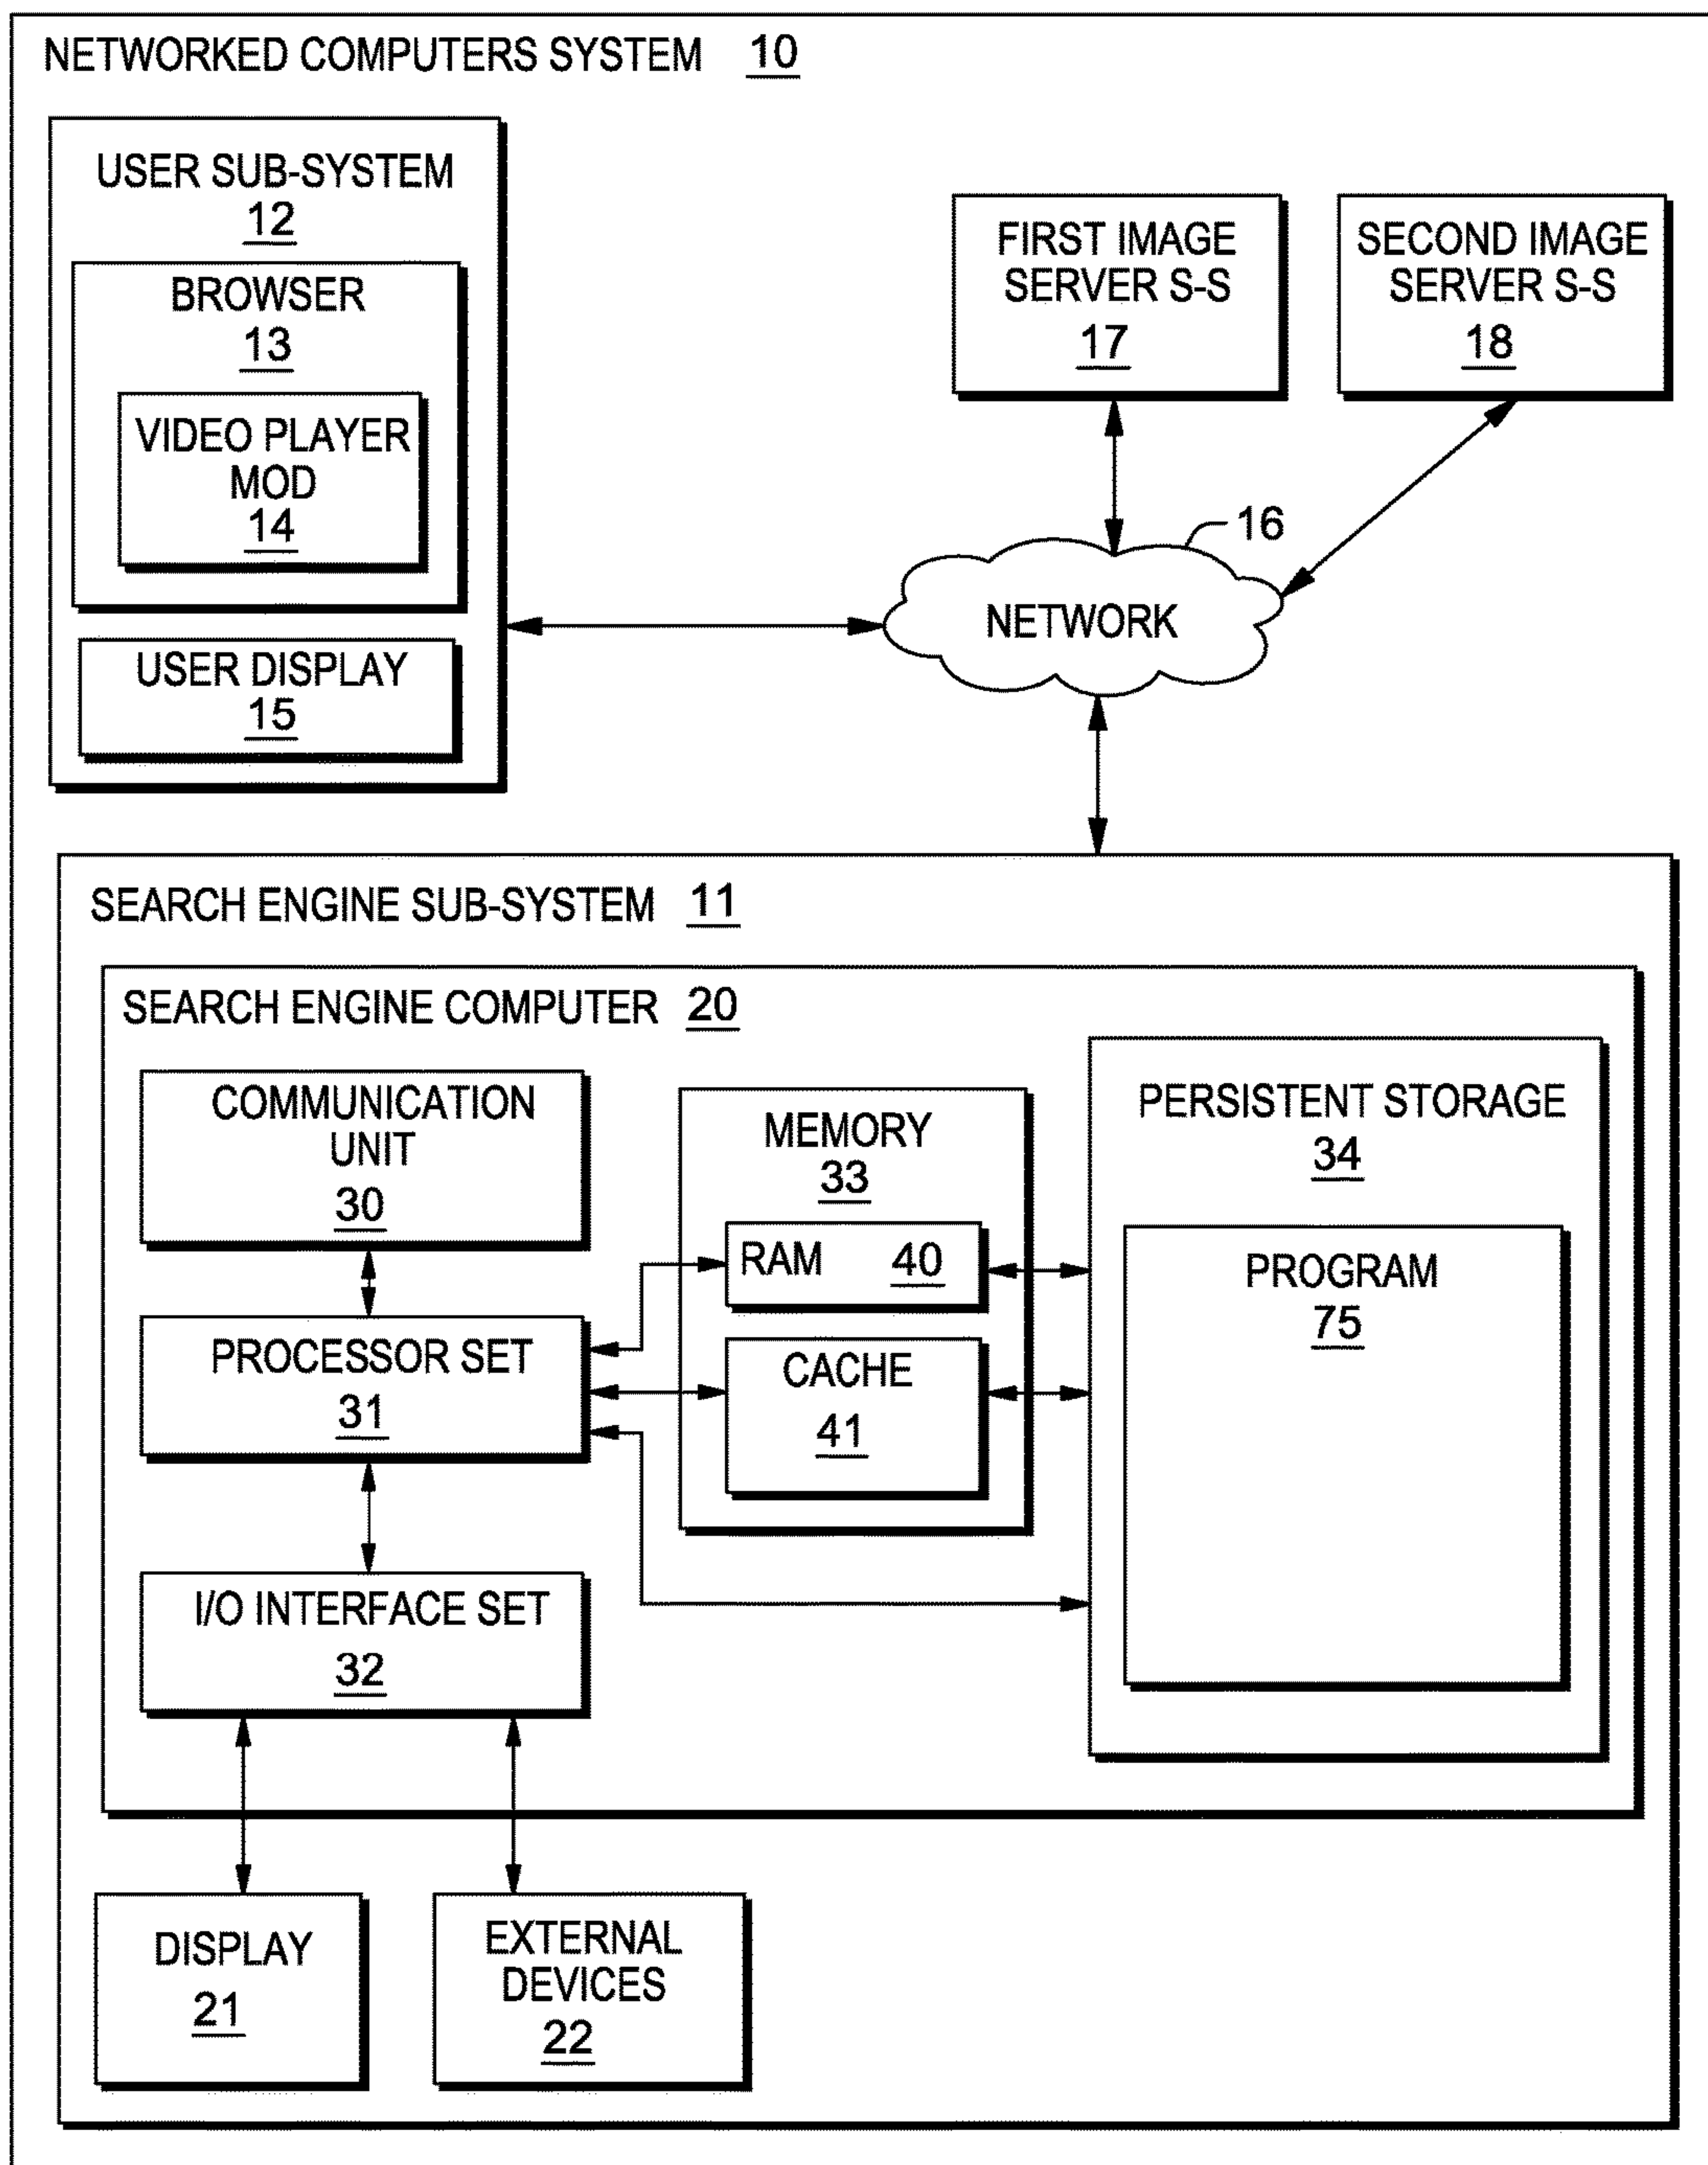 NETWORKED COMPUTERS SYSTEM 10
USER SUB-SYSTEM
12
BROWSER
13
VIDEO PLAYER
MOD
14
USER DISPLAY
15
FIRST IMAGE
SERVER S-S
17
SECOND IMAGE
SERVER S-S
18
16
NETWORK
SEARCH ENGINE SUB-SYSTEM 11
SEARCH ENGINE COMPUTER 20
COMMUNICATION
UNIT
30
PROCESSOR SET
31
I/O INTERFACE SET
32
MEMORY
33
RAM 40
CACHE
41
PERSISTENT STORAGE
34
PROGRAM
75
DISPLAY
21
EXTERNAL
DEVICES
22